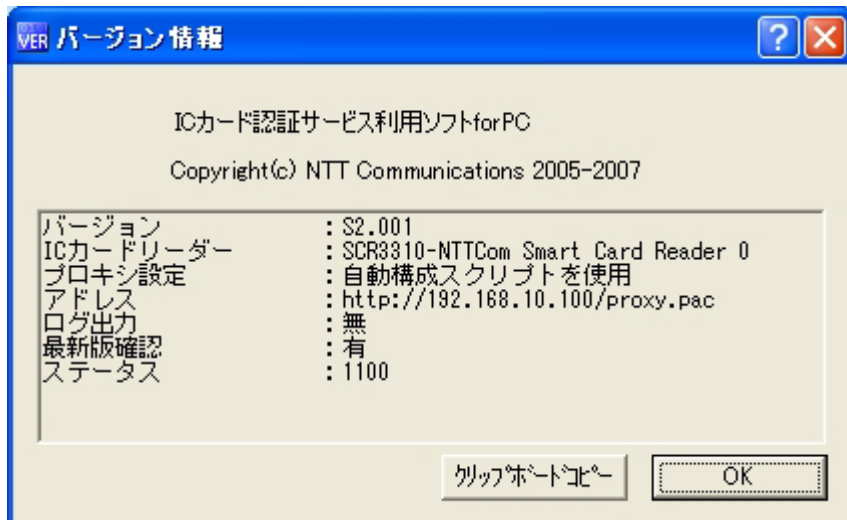 VER バージョン情報
ICカード認証サービス利用ソフトforPC
Copyright(c) NTT Communications 2005-2007
バージョン : S2.001
ICカードリーダー : SCR3310-NTTCom Smart Card Reader 0
プロキシ設定 : 自動構成スクリプトを使用
アドレス : http://192.168.10.100/proxy.pac
ログ出力 : 無
最新版確認 : 有
ステータス : 1100
クリップボードコピー OK